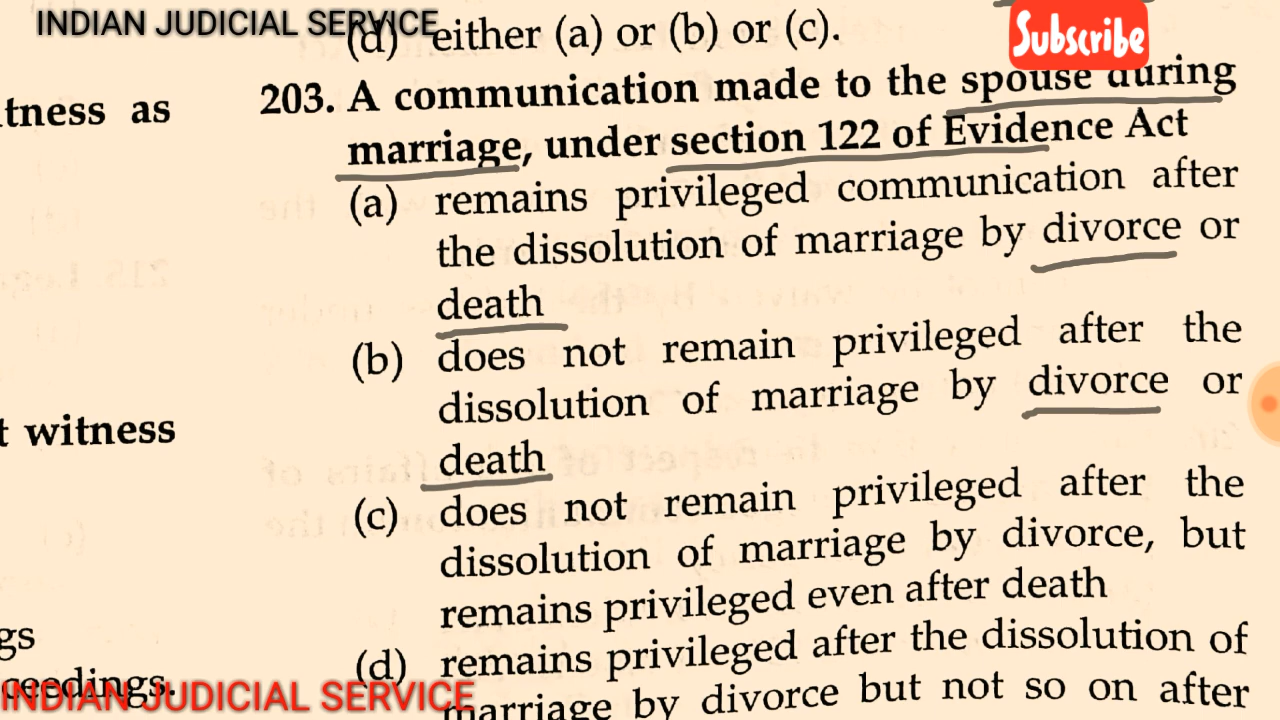 INDIAN JUDICIAL SERVICE
(d) either (a) or (b) or (c).
Subscribe
tness as
203. A communication made to the spouse during
marriage, under section 122 of Evidence Act
(a) remains privileged communication after
the dissolution of marriage by divorce or
death
(b) does not remain privileged after the
dissolution of marriage by divorce or
death
t witness
(c) does not remain privileged after the
dissolution of marriage by divorce, but
remains privileged even after death
gs
(d) remains privileged after the dissolution of
ceedings.
INDIAN JUDICIAL SERVICE
marriage by divorce but not so on after